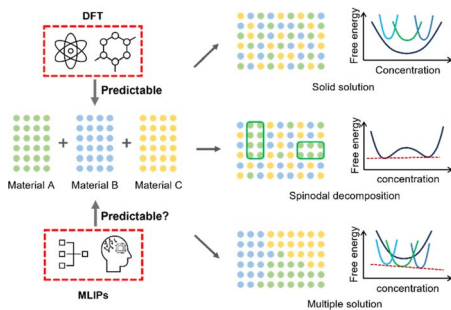 DFT
Predictable
Material A
+
Material B
+
Material C
Predictable?
MLIPs
Solid solution
Free energy
Concentration
Spinodal decomposition
Free energy
concentration
Multiple solution
Free energy
concentration